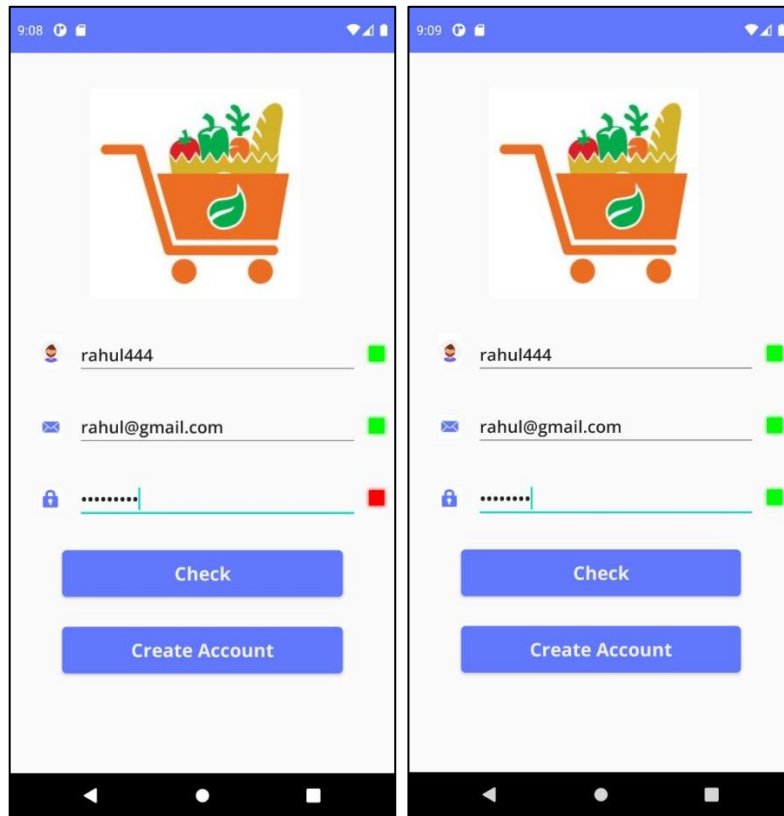 9:08
rahul444
rahul@gmail.com
•••••••••
Check
Create Account
9:09
rahul444
rahul@gmail.com
••••••••
Check
Create Account